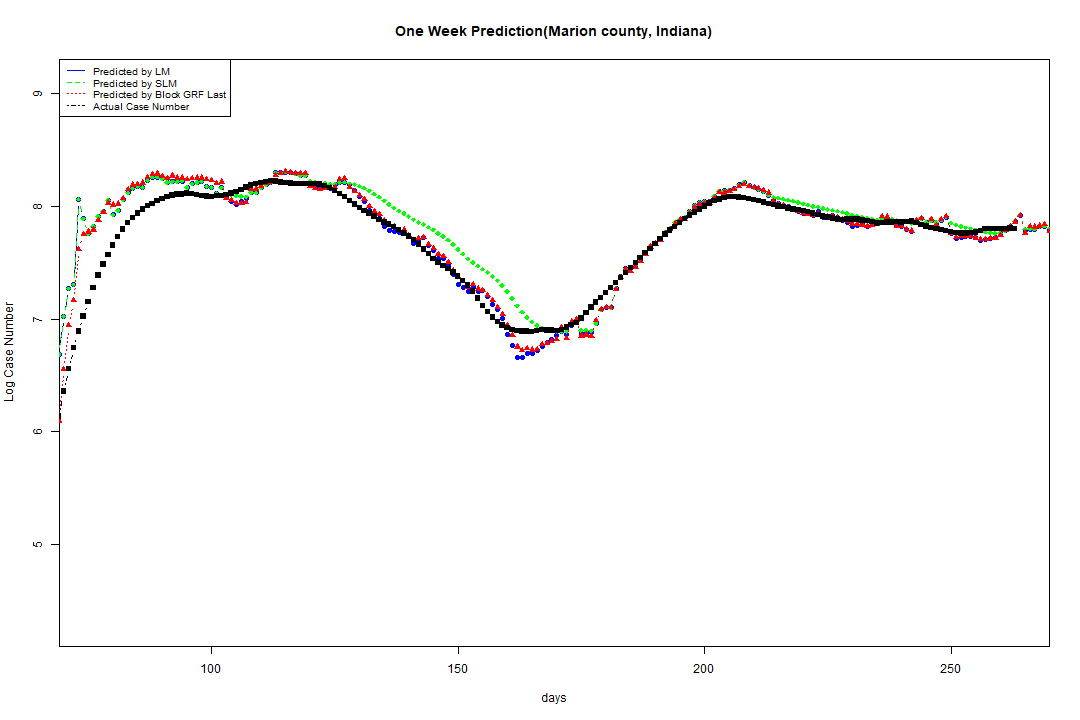 One Week Prediction(Marion county, Indiana)
Predicted by LM
Predicted by SLM
Predicted by Block GRF Last
Actual Case Number
9
8
7
6
5
Log Case Number
100 150 200 250
days